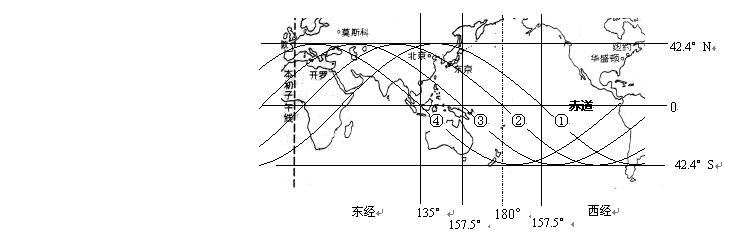 莫斯科
纽约
42.4° N
北京
华盛顿
开罗
东京
本初子午线
赤道
0
④
③
②
①
42.4° S
东经
135°
180°
西经
157.5°
157.5°